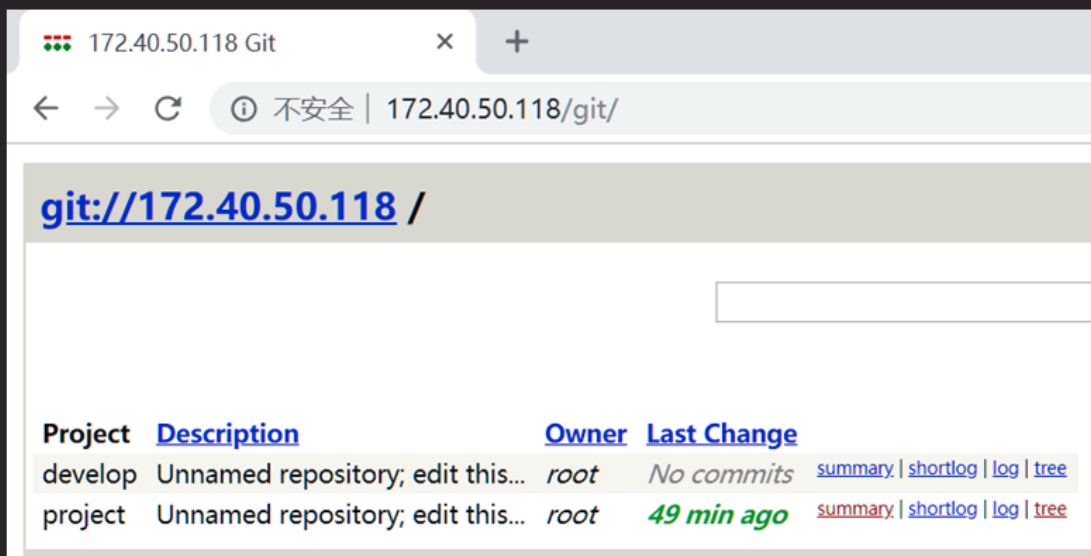 172.40.50.118 Git
不安全 | 172.40.50.118/git/
git://172.40.50.118 /
Project Description Owner Last Change
develop Unnamed repository; edit this... root No commits summary | shortlog | log | tree
project Unnamed repository; edit this... root 49 min ago summary | shortlog | log | tree